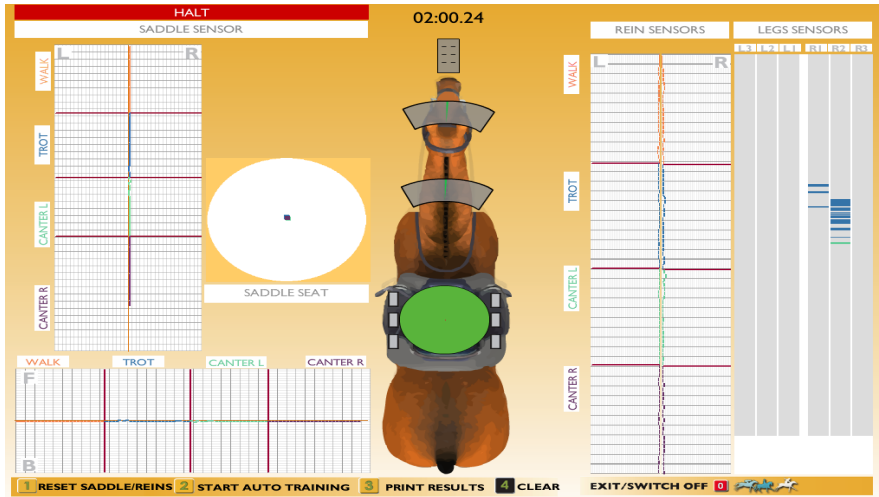 HALT
02:00.24
SADDLE SENSOR
REIN SENSORS
LEGS SENSORS
L3 L2 L1 R1 R2 R3
L R
WALK
TROT
CANTER L
CANTER R
SADDLE SEAT
L R
WALK
TROT
CANTER L
CANTER R
WALK TROT CANTER L CANTER R
F
B
1 RESET SADDLE/REINS 2 START AUTO TRAINING 3 PRINT RESULTS 4 CLEAR EXIT/SWITCH OFF 0